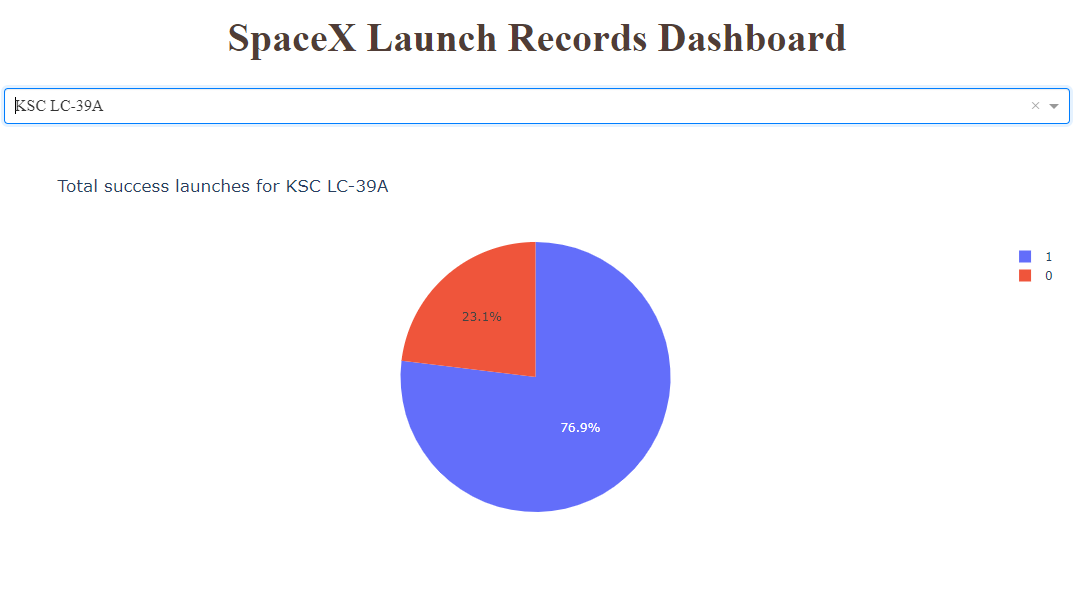 SpaceX Launch Records Dashboard
KSC LC-39A
×
Total success launches for KSC LC-39A
1
0
23.1%
76.9%